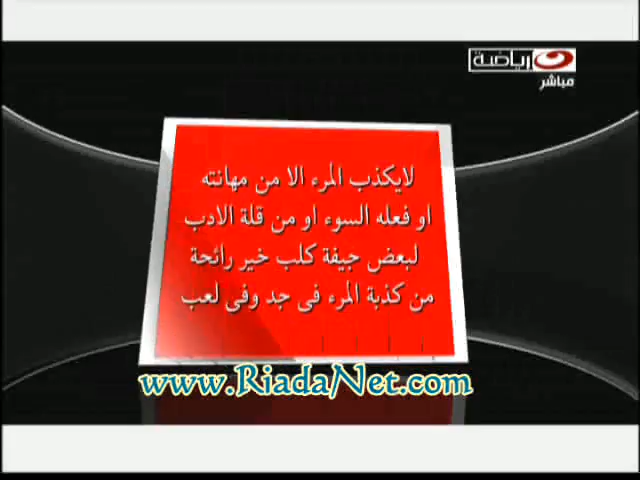 رياضة
مباشر
لايكذب المرء الا من مهانته
او فعله السوء او من قلة الادب
لبعض جيفة كلب خير رائحة
من كذبة المرء فى جد وفى لعب
www.RiadaNet.com